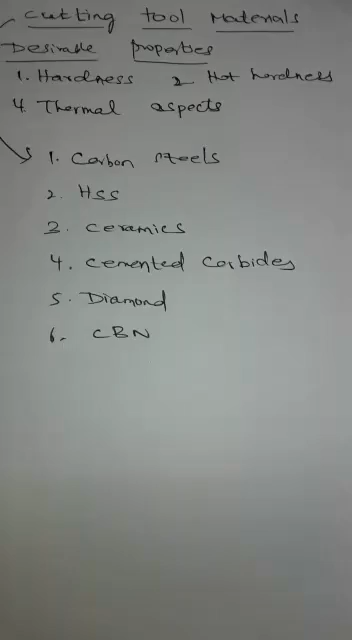 Cutting tool Materials
Desirable properties
1. Hardness 2 Hot hardness
4. Thermal aspects
1. Carbon steels
2. HSS
3. Ceramics
4. Cemented Carbides
5. Diamond
6. CBN